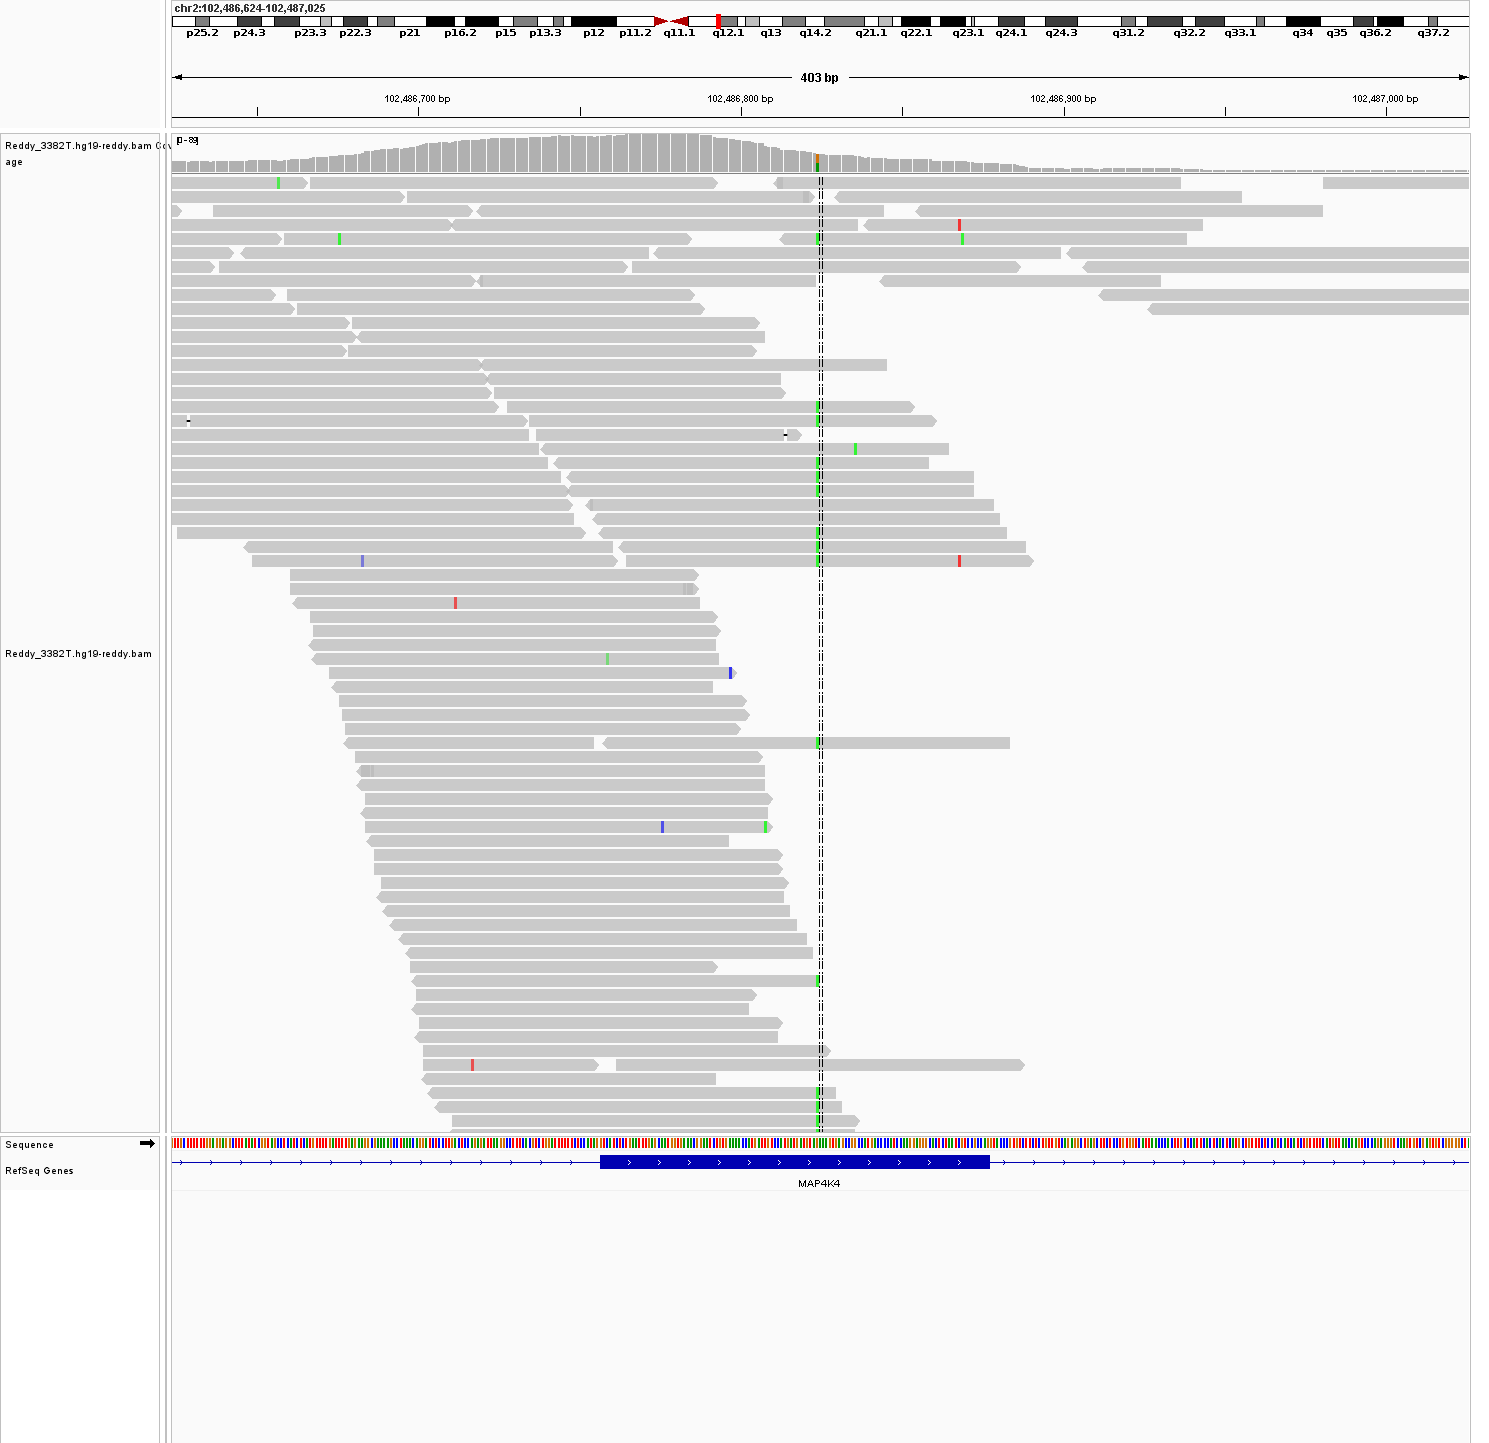 chr2:102,486,624-102,487,025
p25.2 p24.3 p23.3 p22.3 p21 p16.2 p15 p13.3 p12 p11.2 q11.1 q12.1 q13 q14.2 q21.1 q22.1 q23.1 q24.1 q24.3 q31.2 q32.2 q33.1 q34 q35 q36.2 q37.2
403 bp
102,486,700 bp 102,486,800 bp 102,486,900 bp 102,487,000 bp
Reddy_3382T.hg19-reddy.bam Cov
age
[0 - 89]
Reddy_3382T.hg19-reddy.bam
Sequence
RefSeq Genes
MAP4K4